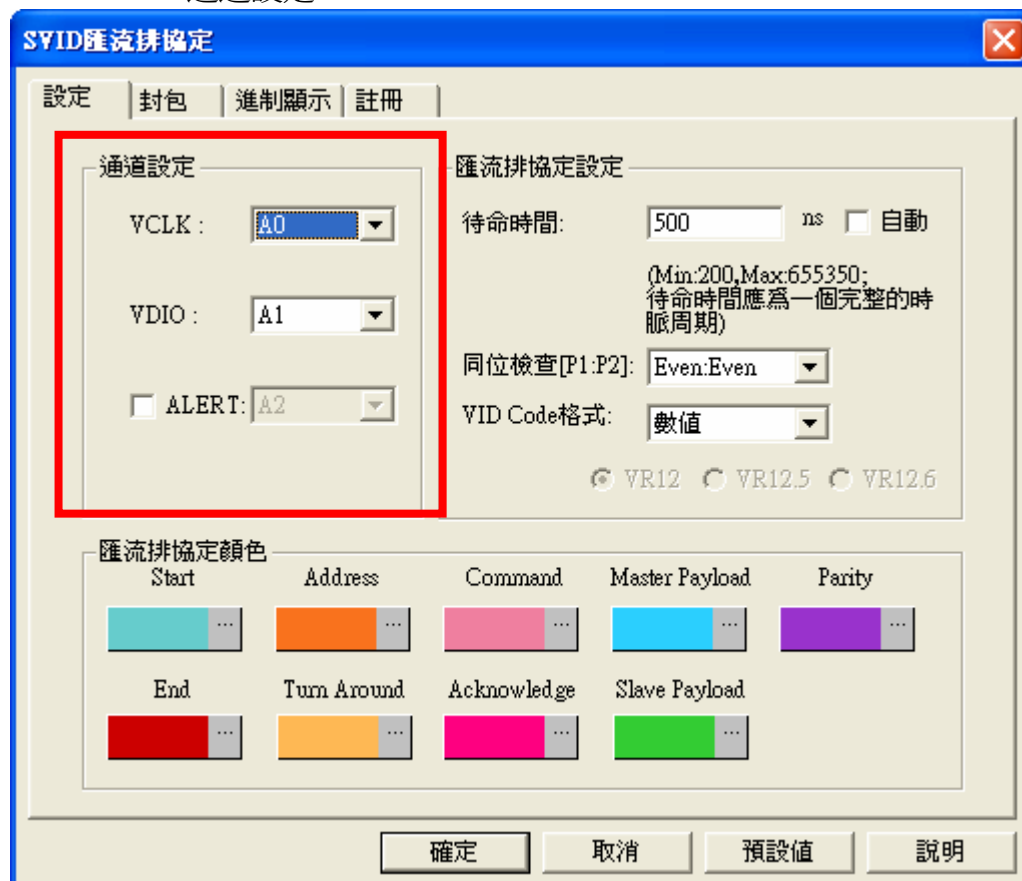 SVID匯流排協定
設定 封包 進制顯示 註冊
通道設定
VCLK : A0
VDIO : A1
ALERT: A2
匯流排協定設定
待命時間: 500 ns 自動
(Min:200,Max:655350;
待命時間應為一個完整的時
脈周期)
同位檢查[P1:P2]: Even:Even
VID Code格式: 數值
VR12 VR12.5 VR12.6
匯流排協定顏色
Start Address Command Master Payload Parity
... ... ... ... ...
End Turn Around Acknowledge Slave Payload
... ... ... ...
確定 取消 預設值 說明